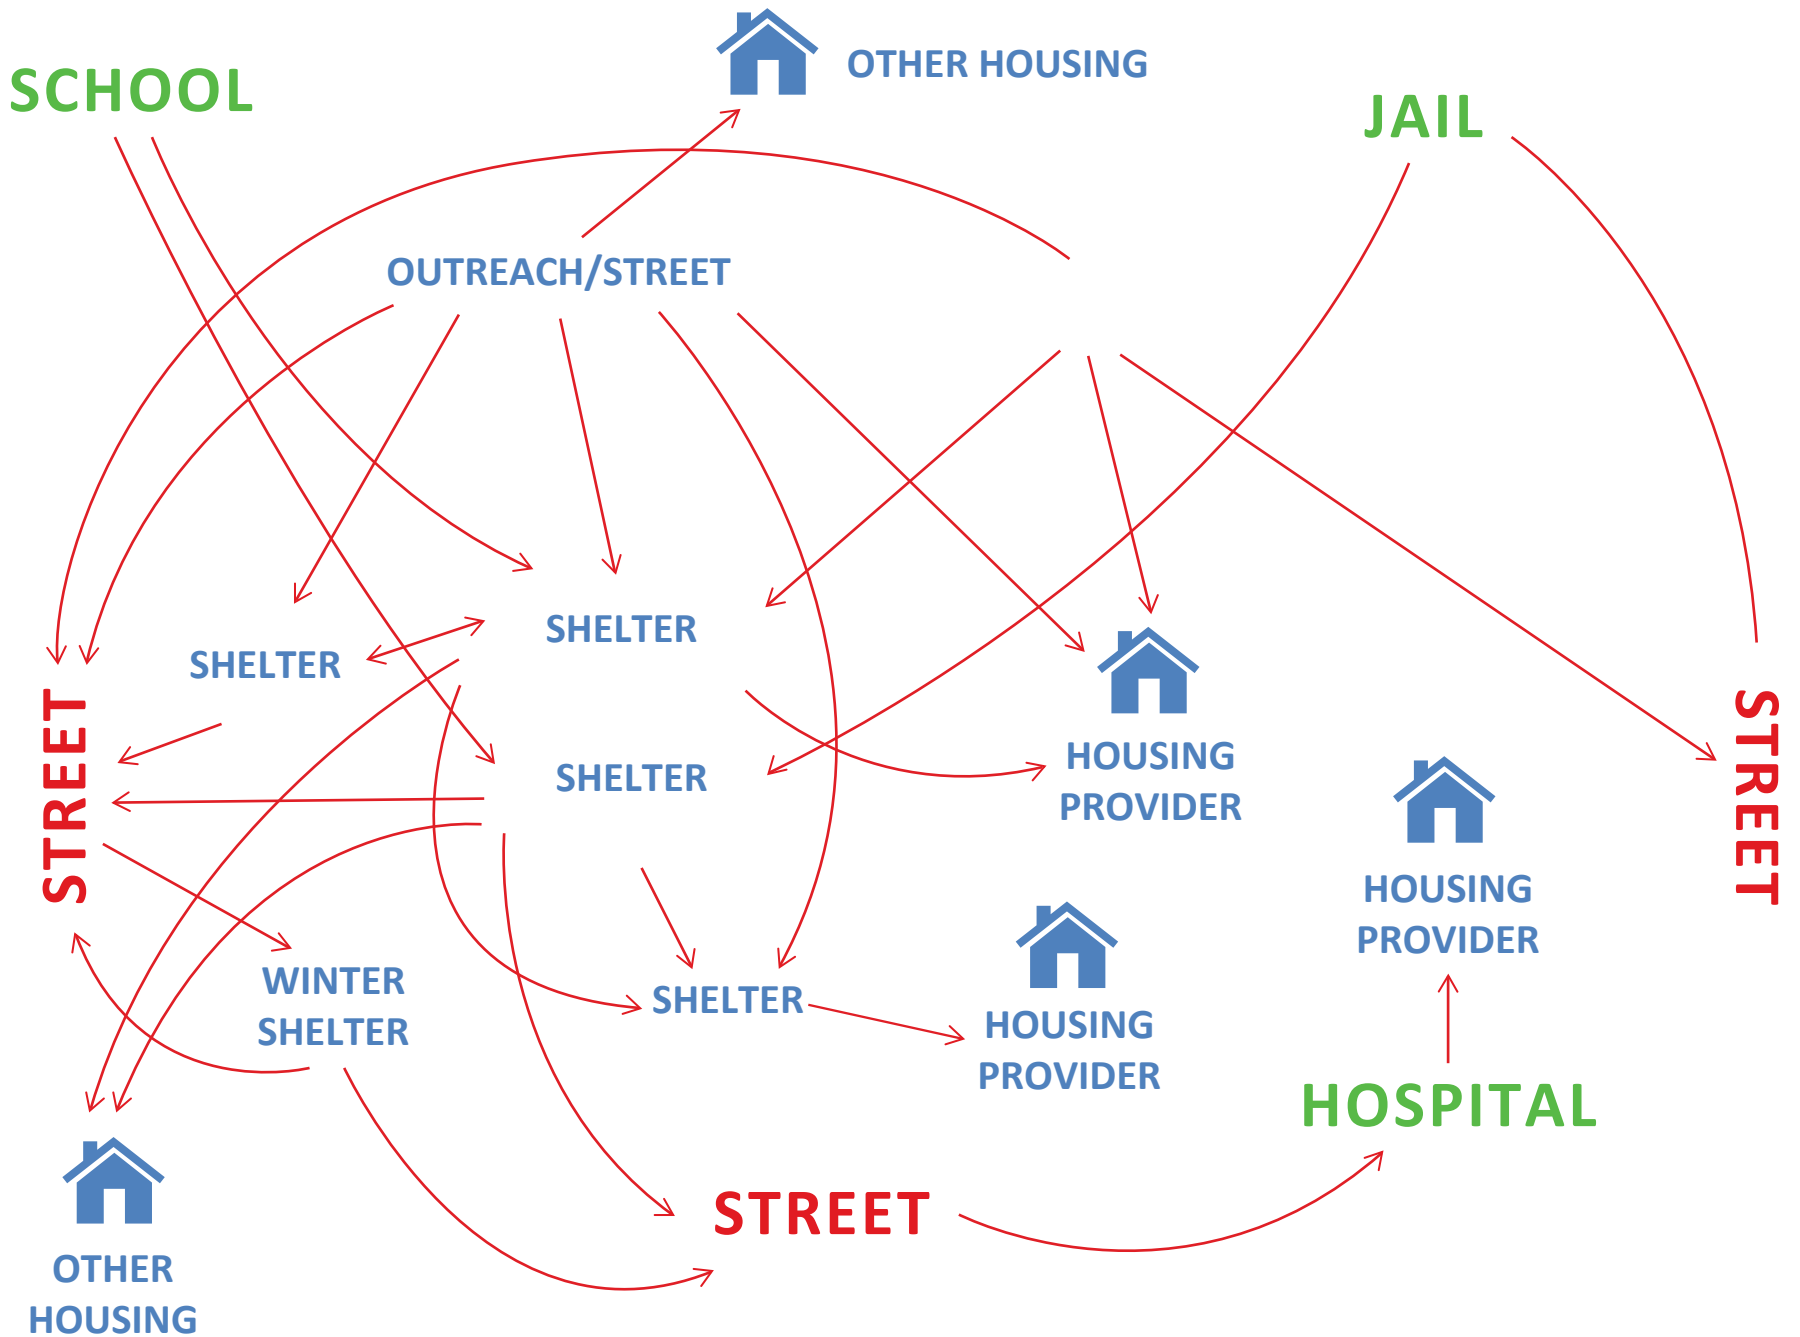 OTHER HOUSING
SCHOOL
JAIL
OUTREACH/STREET
SHELTER
SHELTER
STREET
STREET
SHELTER
HOUSING
PROVIDER
HOUSING
PROVIDER
WINTER
SHELTER
SHELTER
HOUSING
PROVIDER
HOSPITAL
STREET
OTHER
HOUSING